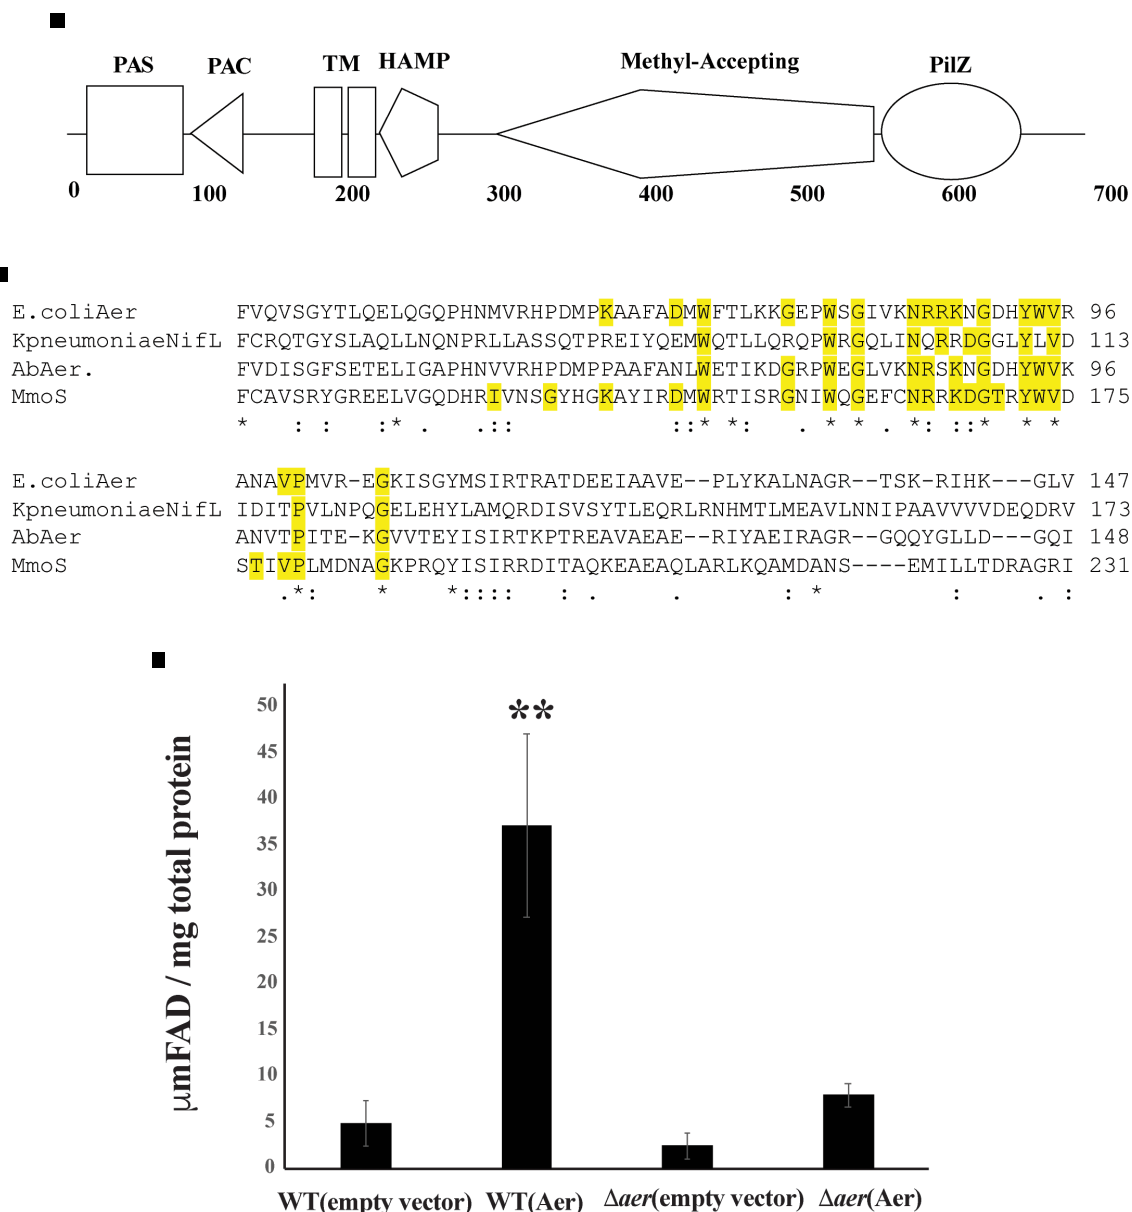 PAS PAC TM HAMP Methyl-Accepting PilZ
0 100 200 300 400 500 600 700
E.coliAer FVQVSGYTLQELQGQPHNMVRHPDMPKAAFADMWFTLKKGEPWSGIVKNRRKNGDHYWVR 96
KpneumoniaeNifL FCRQTGYSLAQLLNQNPRLLASSQTPREIYQEMWQTLLQRQPWRGQLINQRRDGGLYLVD 113
AbAer. FVDISGFSETELIGAPHNVVRHPDMPPAAFANLWETIKDGRPWEGLVKNRSKNGDHYWVK 96
MmoS FCAVSRYGREELVGQDHRIVNSGYHGKAYIRDMWRTISRGNIWQGEFCNRRKDGTRYWVD 175
* : : :* . .:: ::* *: . * * . *: :: * *
E.coliAer ANAVPMVR-EGKISGYMSIRTRATDEEIAAVE--PLYKALNAGR--TSK-RIHK---GLV 147
KpneumoniaeNifL IDITPVLNPQGELEHYLAMQRDISVSYTLEQRLRNHMTLMEAVLNNIPAAVVVVDEQDRV 173
AbAer ANVTPITE-KGVVTEYISIRTKPTREAVAEAE--RIYAEIRAGR--GQQYGLLD---GQI 148
MmoS STIVPLMDNAGKPRQYISIRRDITAQKEAEAQLARLKQAMDANS----EMILLTDRAGRI 231
.*: * *:::: : . . : * : . :
**
50
45
40
35
30
25
20
15
10
5
0
μmFAD / mg total protein
WT(empty vector) WT(Aer) Δaer(empty vector) Δaer(Aer)